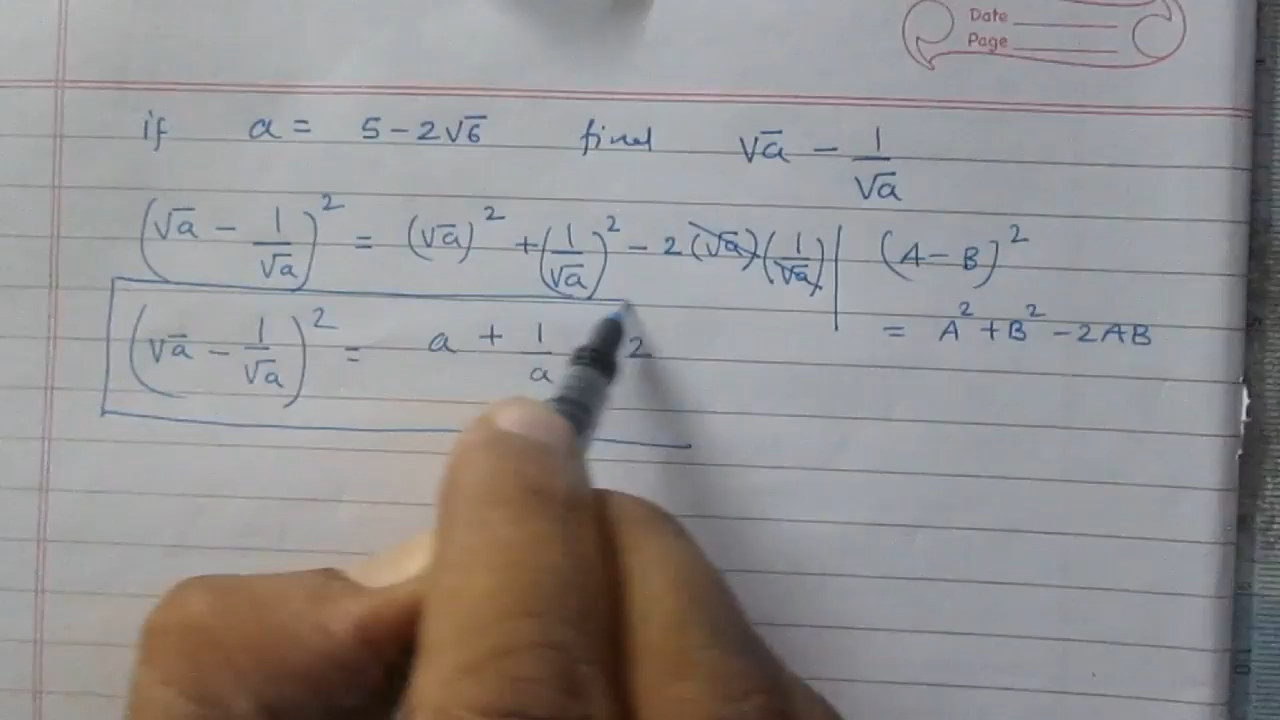 Date
Page
if a = 5 - 2√6 find √a - 1/√a
(√a - 1/√a)² = (√a)² + (1/√a)² - 2(√a)(1/√a) | (A - B)²
= A² + B² - 2AB
(√a - 1/√a)² = a + 1/a 2